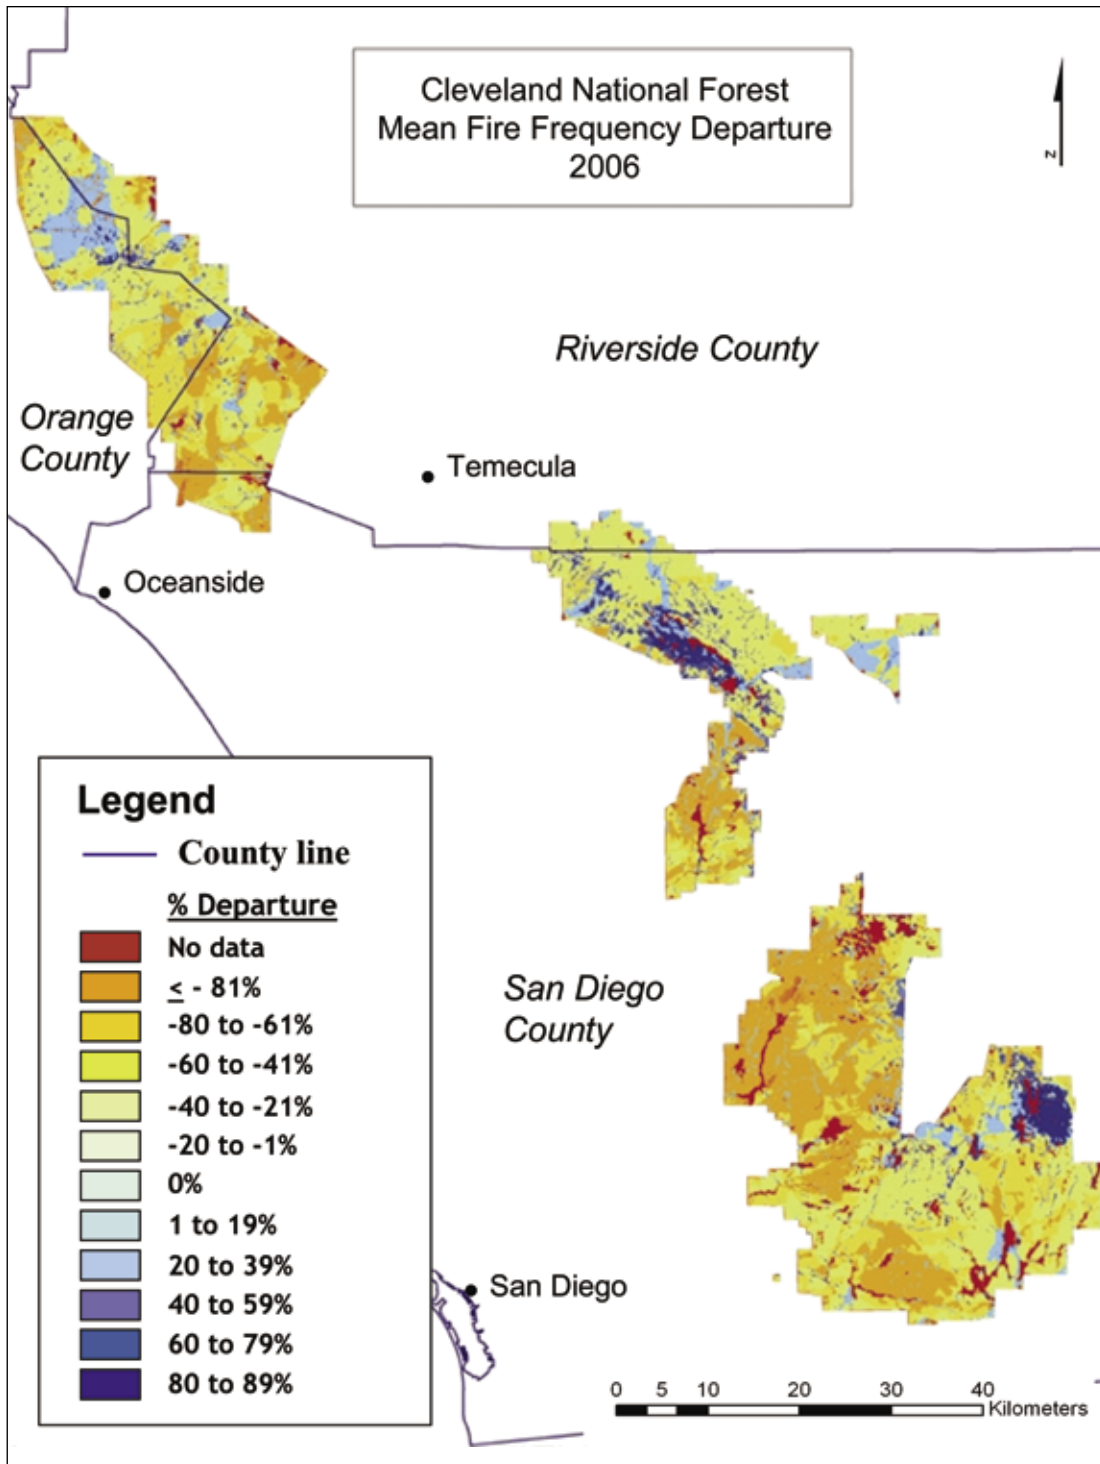 Cleveland National Forest
Mean Fire Frequency Departure
2006
z
Riverside County
Orange
County
Temecula
Oceanside
Legend
County line
% Departure
No data
≤ - 81%
-80 to -61%
-60 to -41%
-40 to -21%
-20 to -1%
0%
1 to 19%
20 to 39%
40 to 59%
60 to 79%
80 to 89%
San Diego
County
San Diego
0 5 10 20 30 40
Kilometers